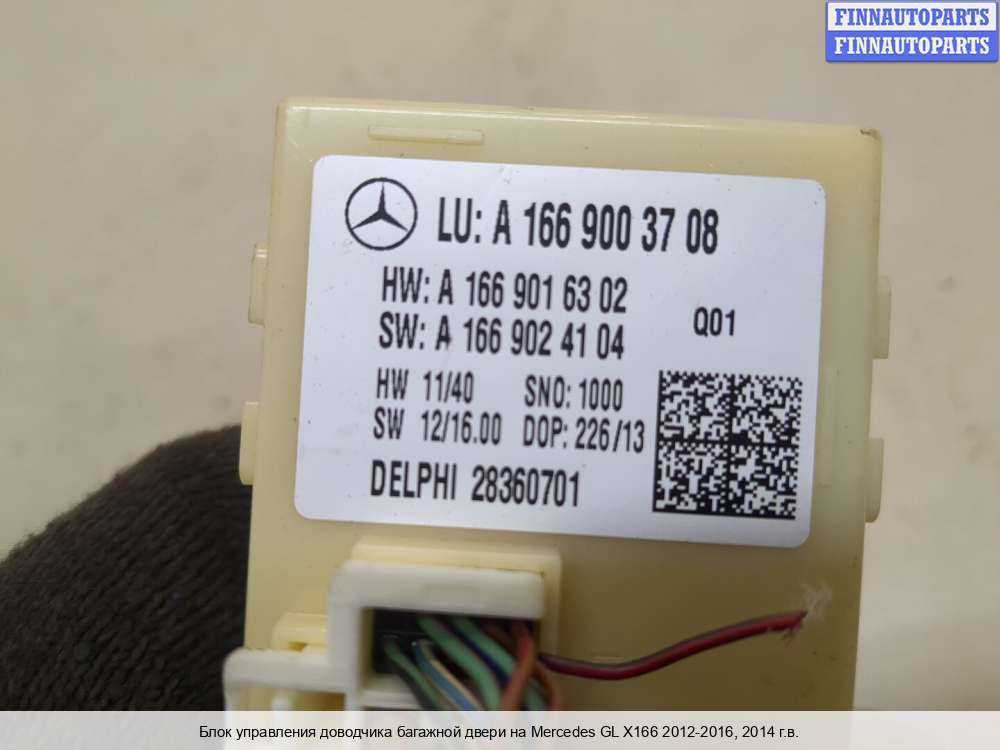 FINNAUTOPARTS
FINNAUTOPARTS
LU: A 166 900 37 08
HW: A 166 901 63 02
SW: A 166 902 41 04
Q01
HW 11/40 SNO: 1000
SW 12/16.00 DOP: 226/13
DELPHI 28360701
Блок управления доводчика багажной двери на Mercedes GL X166 2012-2016, 2014 г.в.